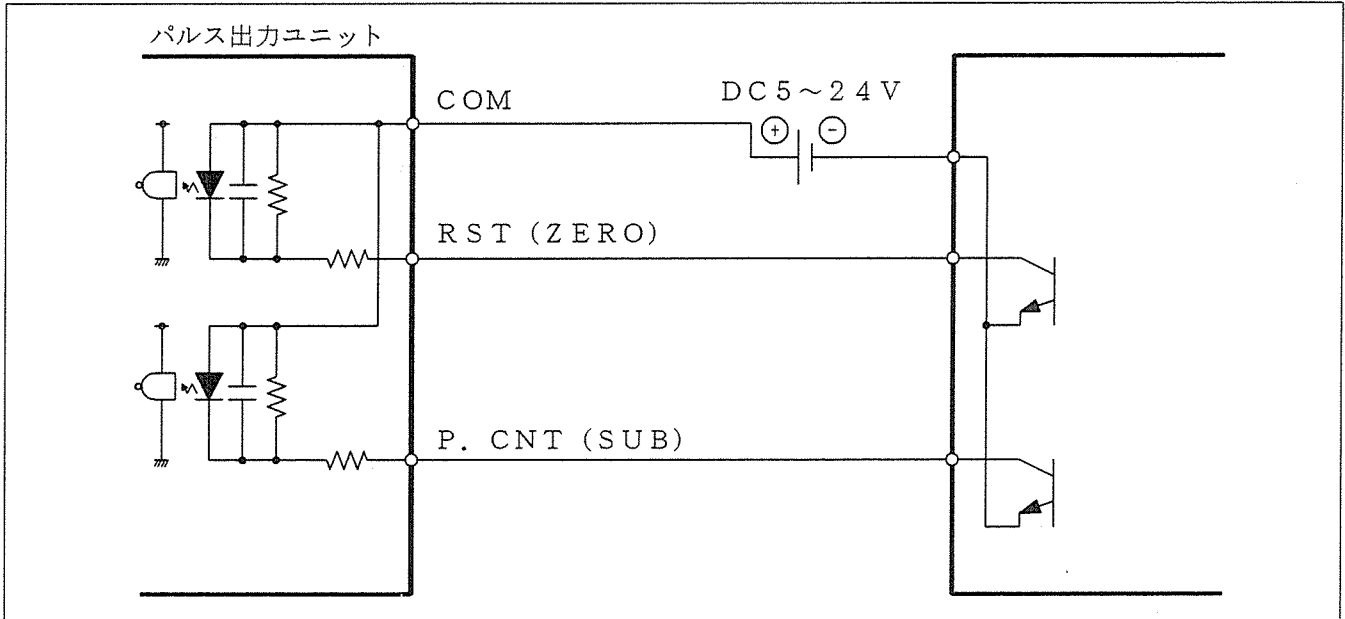 パルス出力ユニット
COM
DC5～24V
+ −
RST (ZERO)
P. CNT (SUB)